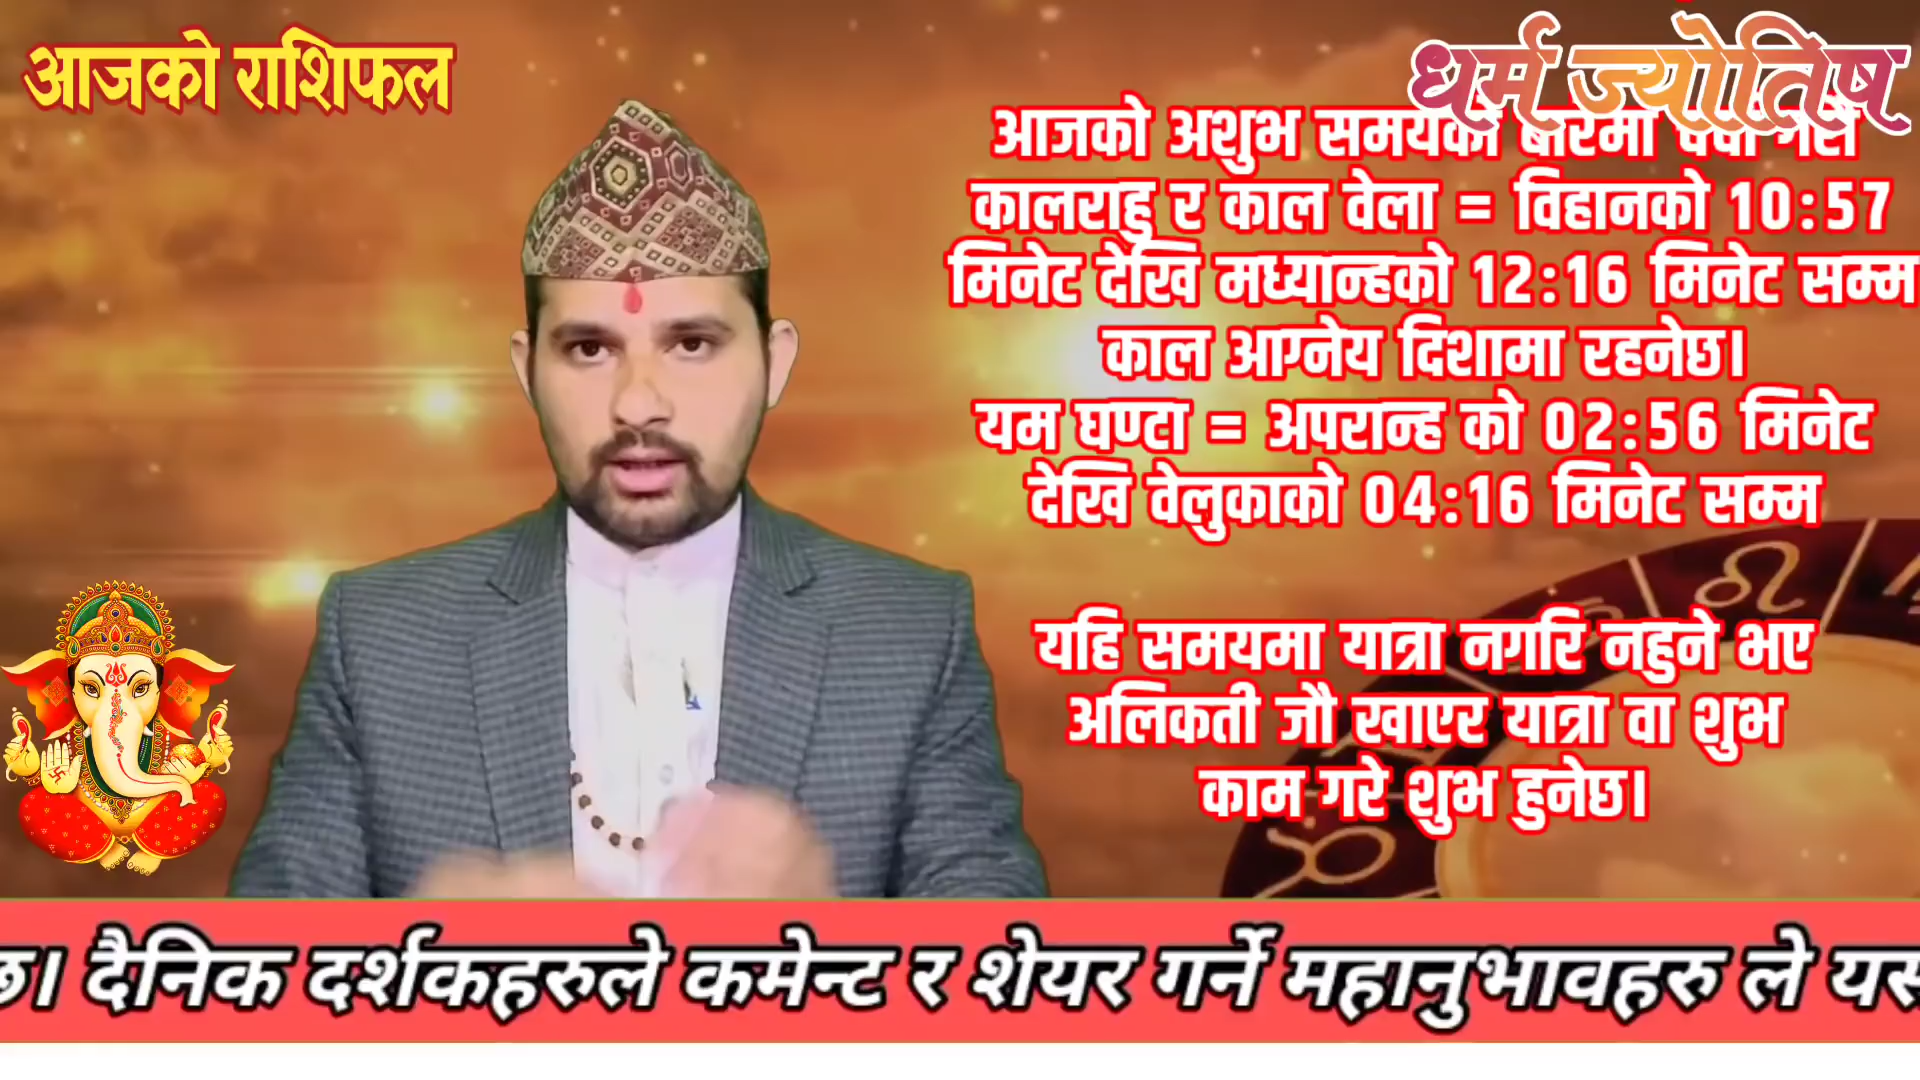 आजको राशिफल
धर्म ज्योतिष
आजको अशुभ समयको बारेमा
कालराहु र काल वेला = विहानको 10:57
मिनेट देखि मध्यान्हको 12:16 मिनेट सम्म
काल आग्नेय दिशामा रहनेछ।
यम घण्टा = अपरान्ह को 02:56 मिनेट
देखि वेलुकाको 04:16 मिनेट सम्म
यहि समयमा यात्रा नगरि नहुने भए
अलिकती जौ खाएर यात्रा वा शुभ
काम गरे शुभ हुनेछ।
छ। दैनिक दर्शकहरुले कमेन्ट र शेयर गर्ने महानुभावहरु ले